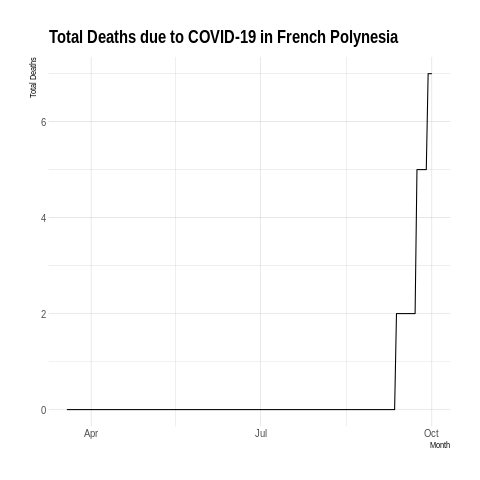 Total Deaths due to COVID-19 in French Polynesia
Total Deaths
6
4
2
0
Apr
Jul
Oct
Month